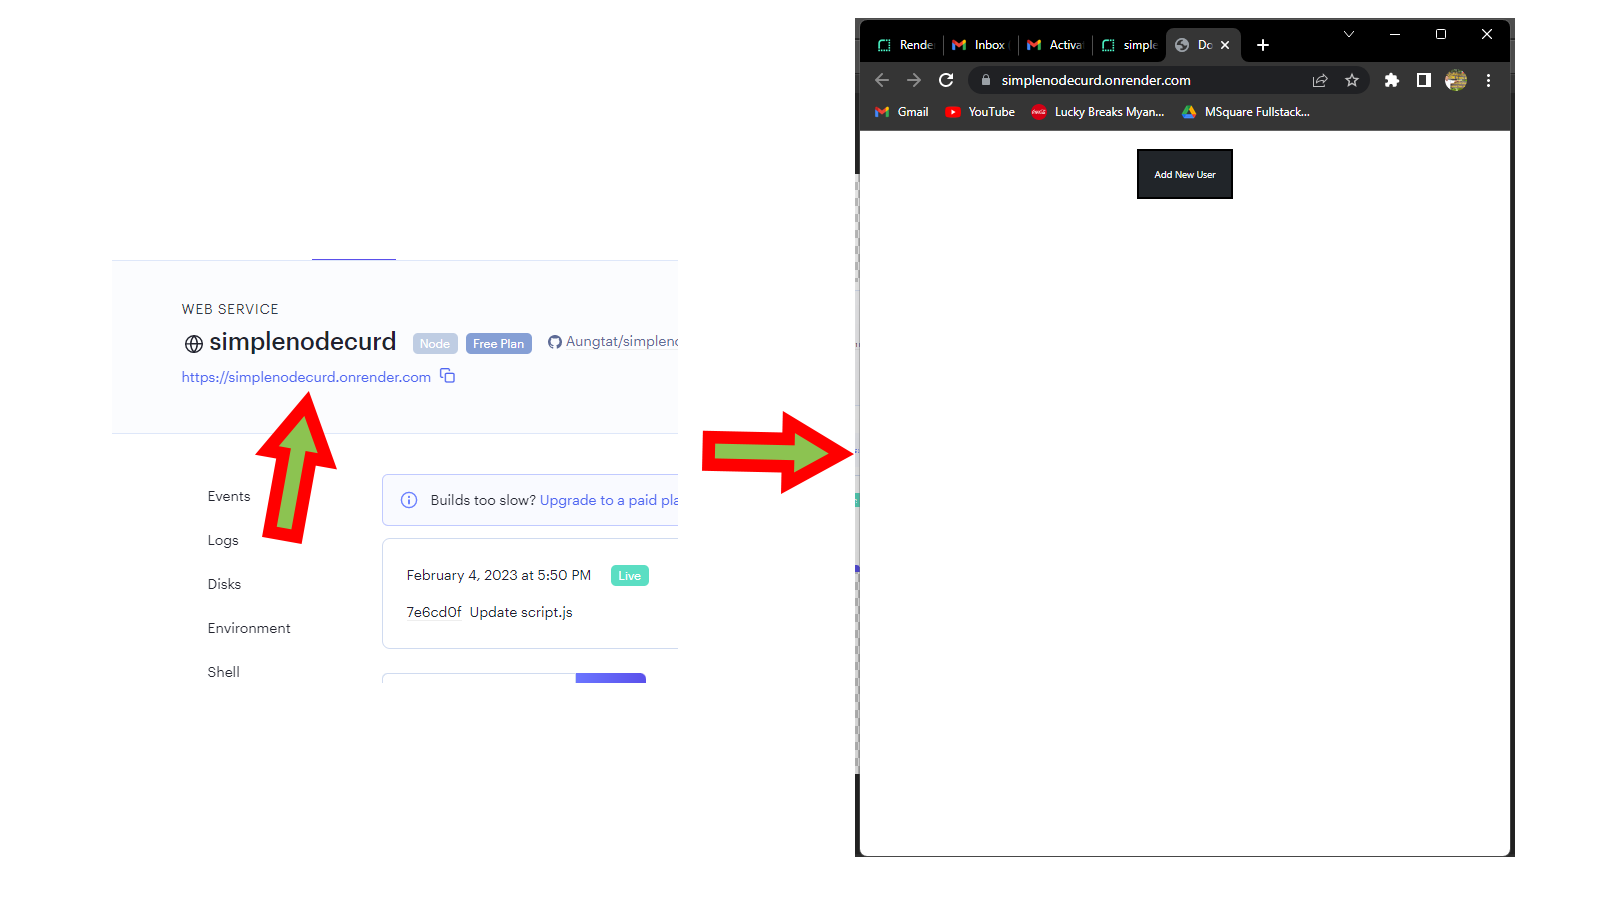 WEB SERVICE
simplenodecurd Node Free Plan Aungtat/simplenod
https://simplenodecurd.onrender.com
Events
Logs
Disks
Environment
Shell
Builds too slow? Upgrade to a paid pla
February 4, 2023 at 5:50 PM Live
7e6cd0f Update script.js
Rende Inbox Activa simple Do
simplenodecurd.onrender.com
Gmail YouTube Lucky Breaks Myan... MSquare Fullstack...
Add New User